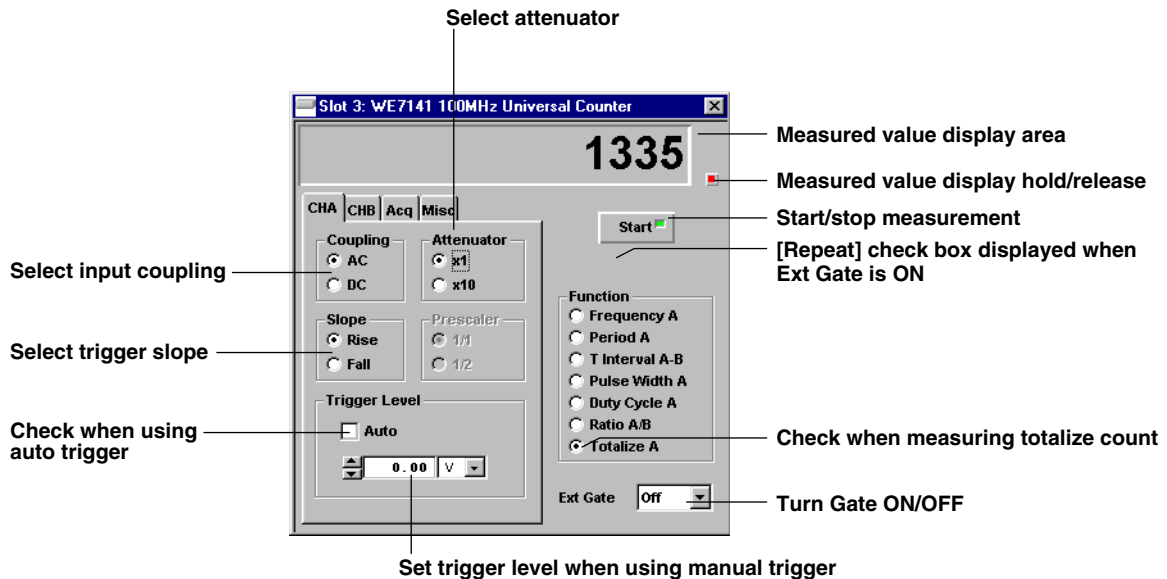 Select attenuator
Slot 3: WE7141 100MHz Universal Counter
1335
Measured value display area
Measured value display hold/release
CHA CHB Acq Misc
Start
Start/stop measurement
[Repeat] check box displayed when
Ext Gate is ON
Select input coupling
Coupling
AC
DC
Attenuator
x1
x10
Select trigger slope
Slope
Rise
Fall
Prescaler
1/1
1/2
Function
Frequency A
Period A
T Interval A-B
Pulse Width A
Duty Cycle A
Ratio A/B
Totalize A
Check when using
auto trigger
Trigger Level
Auto
0.00 V
Check when measuring totalize count
Ext Gate Off
Turn Gate ON/OFF
Set trigger level when using manual trigger